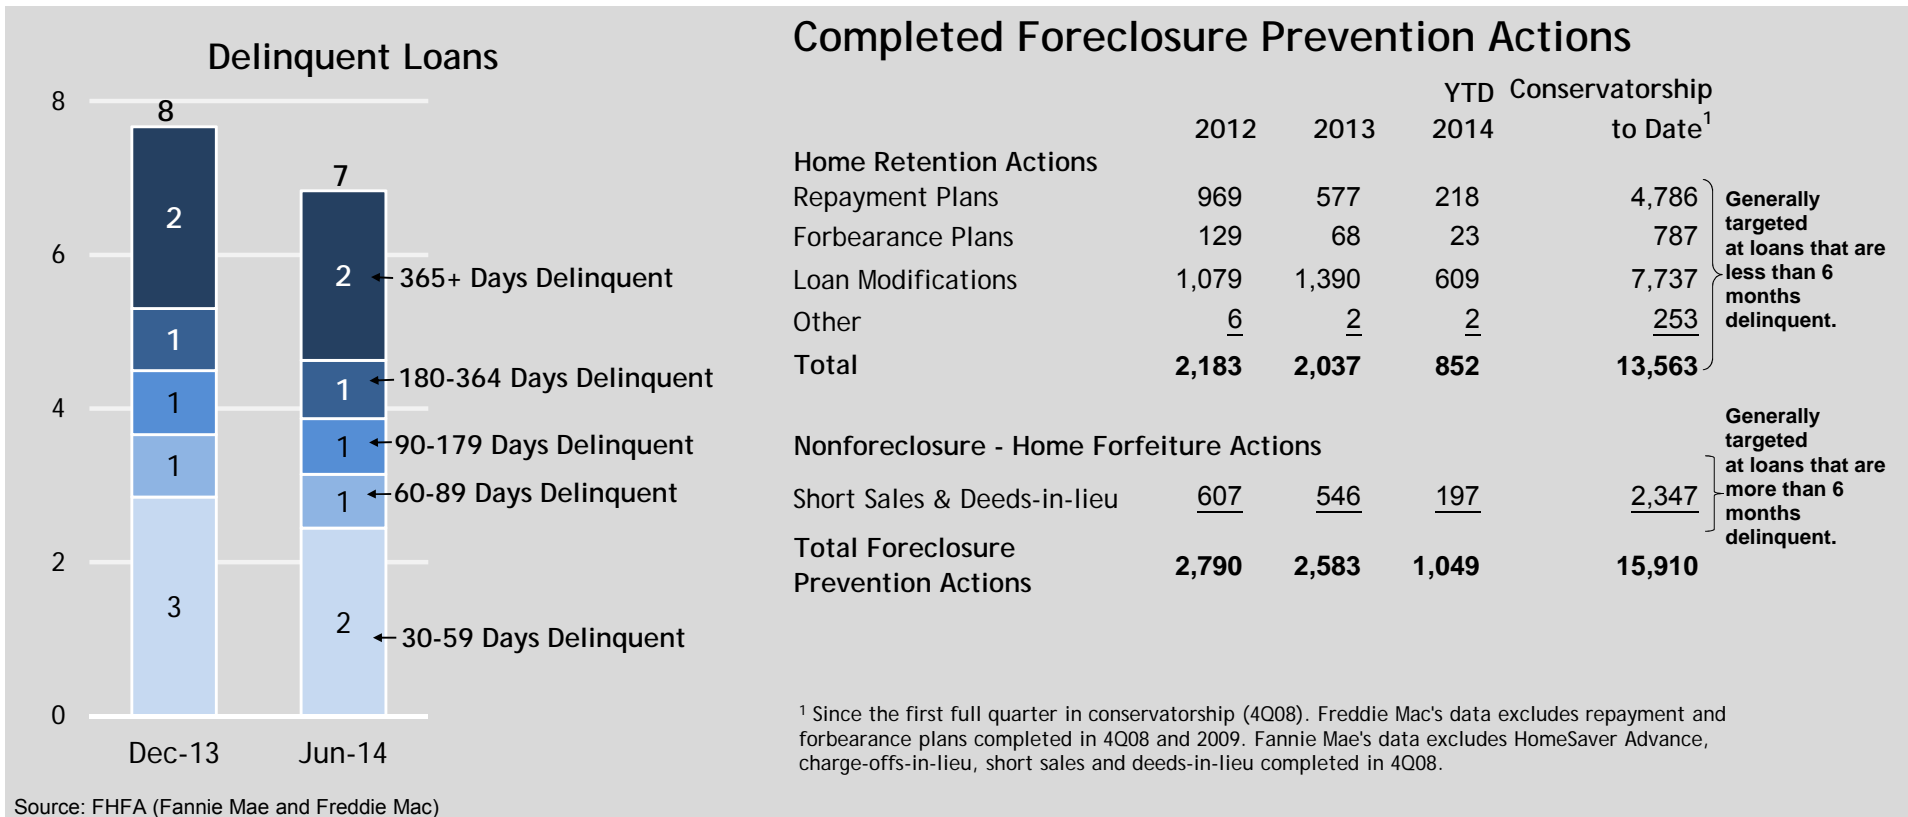 Delinquent Loans
8
6
4
2
0
8
2
1
1
1
3
7
2
1
1
1
2
365+ Days Delinquent
180-364 Days Delinquent
90-179 Days Delinquent
60-89 Days Delinquent
30-59 Days Delinquent
Dec-13 Jun-14
Source: FHFA (Fannie Mae and Freddie Mac)
Completed Foreclosure Prevention Actions
YTD Conservatorship
2012 2013 2014 to Date1
Home Retention Actions
Repayment Plans 969 577 218 4,786
Forbearance Plans 129 68 23 787
Loan Modifications 1,079 1,390 609 7,737
Other 6 2 2 253
Total 2,183 2,037 852 13,563
Generally
targeted
at loans that are
less than 6
months
delinquent.
Nonforeclosure - Home Forfeiture Actions
Short Sales & Deeds-in-lieu 607 546 197 2,347
Generally
targeted
at loans that are
more than 6
months
delinquent.
Total Foreclosure
Prevention Actions 2,790 2,583 1,049 15,910
1 Since the first full quarter in conservatorship (4Q08). Freddie Mac's data excludes repayment and
forbearance plans completed in 4Q08 and 2009. Fannie Mae's data excludes HomeSaver Advance,
charge-offs-in-lieu, short sales and deeds-in-lieu completed in 4Q08.